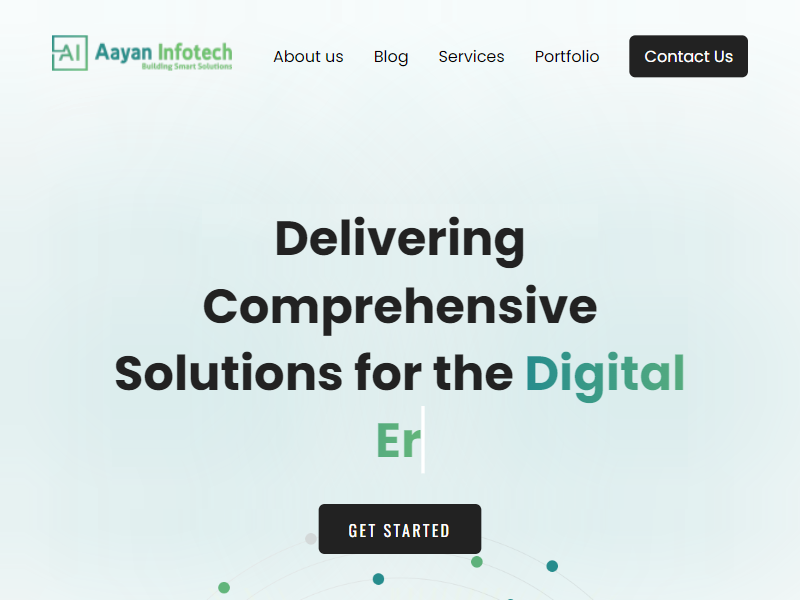 AI Aayan Infotech
Building Smart Solutions
About us Blog Services Portfolio Contact Us
Delivering
Comprehensive
Solutions for the Digital
Er
GET STARTED